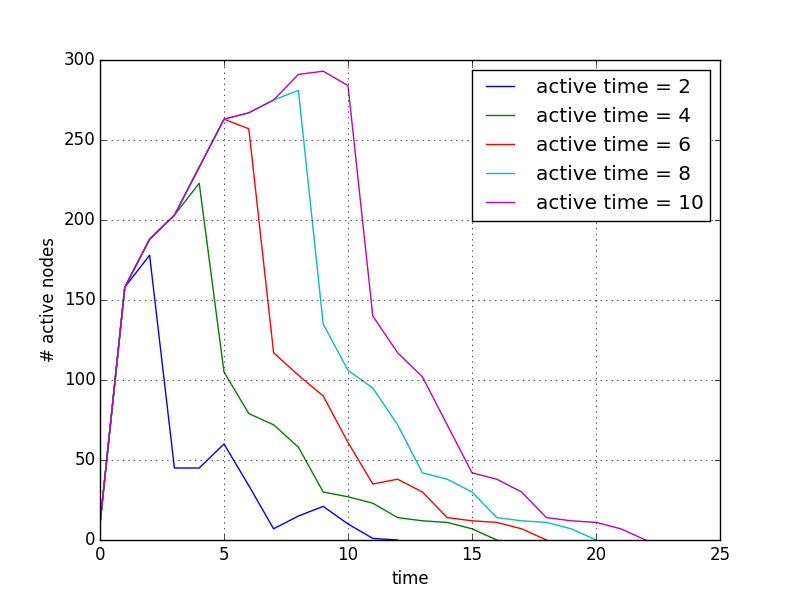 300
250
200
150
100
50
0
# active nodes
0 5 10 15 20 25
time
active time = 2
active time = 4
active time = 6
active time = 8
active time = 10